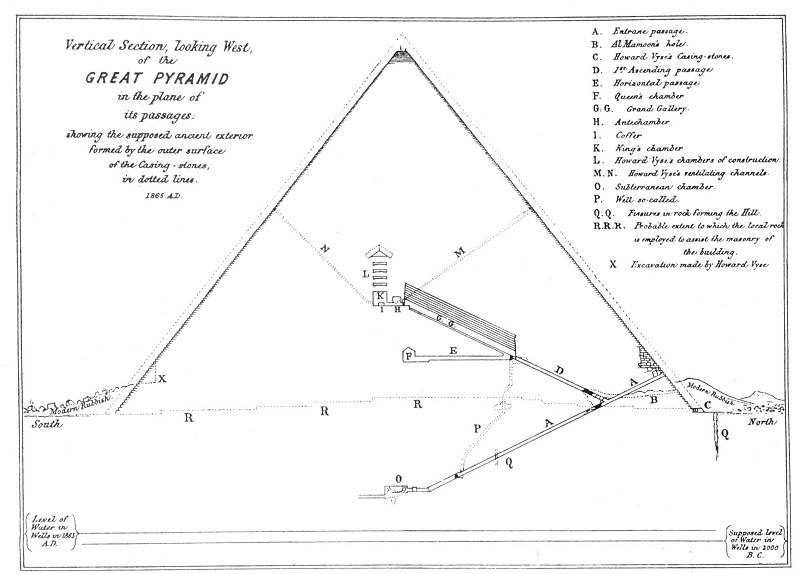 Vertical Section, looking West,
of the
GREAT PYRAMID
in the plane of
its passages.
showing the supposed ancient exterior
formed by the outer surface
of the Casing-stones,
in dotted lines.
1865 A.D.
A. Entrane passage.
B. Al Mamoon's hole.
C. Howard Vyse's Casing-stones.
D. 1st Ascending passage
E. Horizontal passage
F. Queen's chamber
G.G. Grand Gallery.
H. Antechamber
I. Coffer
K. King's chamber
L. Howard Vyse's chambers of construction
M.N. Howard Vyse's ventilating channels.
O. Subterranean chamber.
P. Well so-called.
Q.Q. Fissures in rock forming the Hill.
R.R.R. Probable extent to which the local rock
is employed to assist the masonry of
the building.
X Excavation made by Howard Vyse
N
M
L
K
I
H
G G
F
E
D
A
X
Modern Rubbish
Modern Rubbish
B
C
R
R
R
South
North
P
A
Q
Q
O
Level of
Water in
Wells in 1865
A.D.
Supposed level
of Water in
Wells in 2000
B.C.